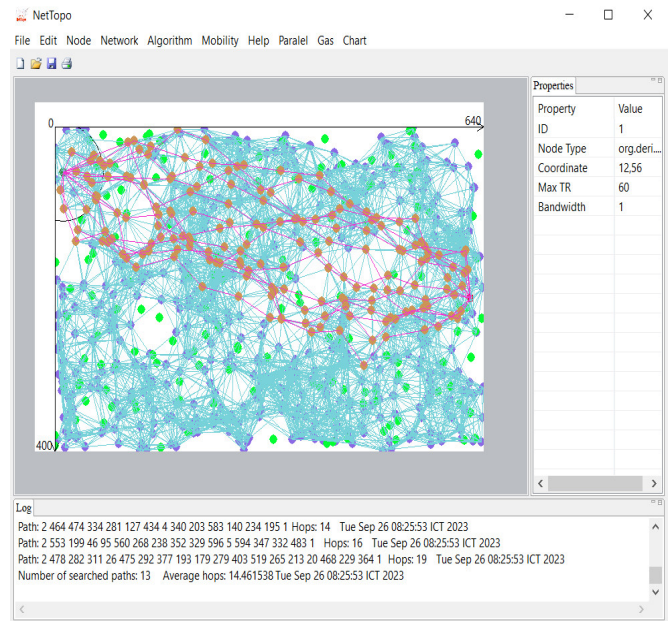 NetTopo
File Edit Node Network Algorithm Mobility Help Paralel Gas Chart
Properties
Property Value
ID 1
Node Type org.deri....
Coordinate 12,56
Max TR 60
Bandwidth 1
0 640
400
Log
Path: 2 464 474 334 281 127 434 4 340 203 583 140 234 195 1 Hops: 14 Tue Sep 26 08:25:53 ICT 2023
Path: 2 553 199 46 95 560 268 238 352 329 596 5 594 347 332 483 1 Hops: 16 Tue Sep 26 08:25:53 ICT 2023
Path: 2 478 282 311 26 475 292 377 193 179 279 403 519 265 213 20 468 229 364 1 Hops: 19 Tue Sep 26 08:25:53 ICT 2023
Number of searched paths: 13 Average hops: 14.461538 Tue Sep 26 08:25:53 ICT 2023